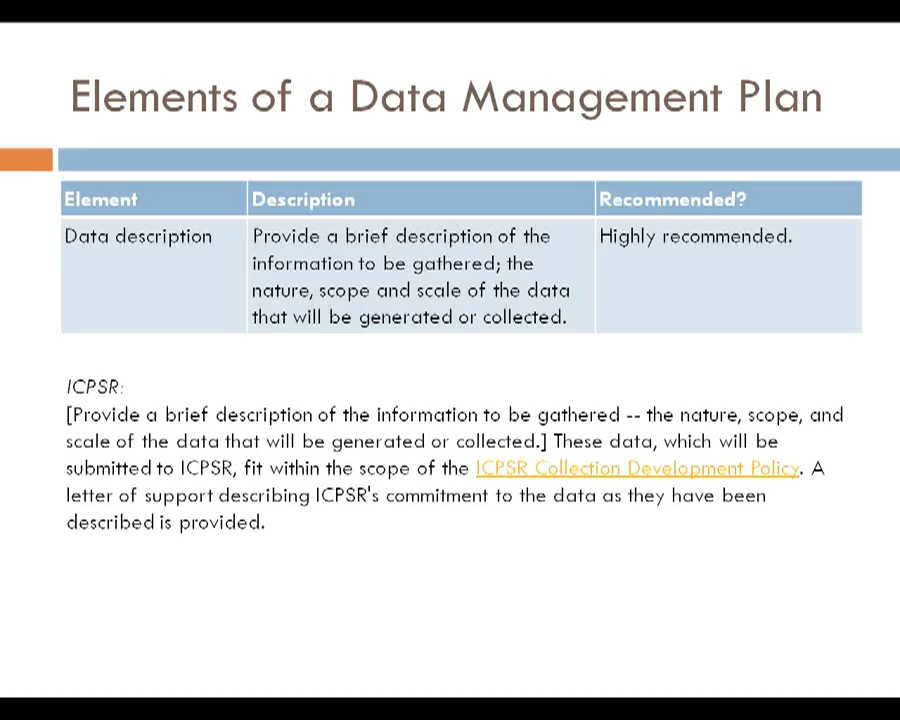 Elements of a Data Management Plan
Element Description Recommended?
Data description Provide a brief description of the Highly recommended.
information to be gathered; the
nature, scope and scale of the data
that will be generated or collected.
ICPSR:
[Provide a brief description of the information to be gathered -- the nature, scope, and
scale of the data that will be generated or collected.] These data, which will be
submitted to ICPSR, fit within the scope of the ICPSR Collection Development Policy. A
letter of support describing ICPSR's commitment to the data as they have been
described is provided.